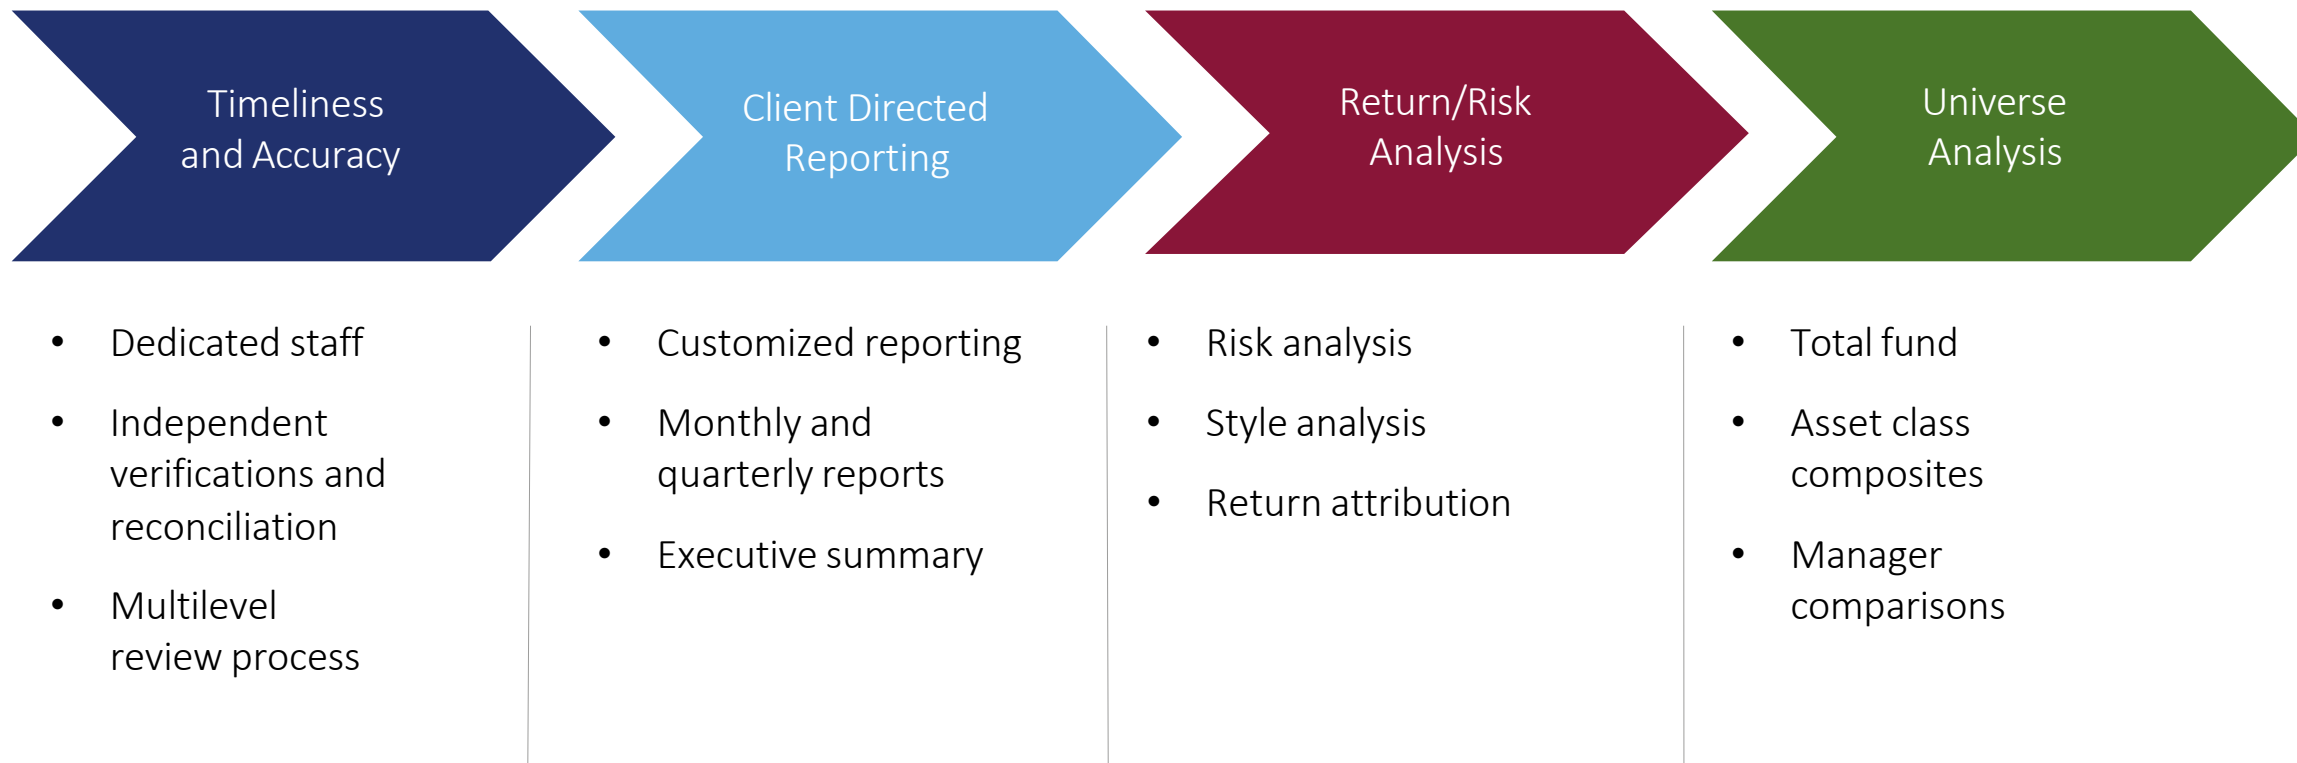 Timeliness
and Accuracy
Client Directed
Reporting
Return/Risk
Analysis
Universe
Analysis
• Dedicated staff
• Independent
verifications and
reconciliation
• Multilevel
review process
• Customized reporting
• Monthly and
quarterly reports
• Executive summary
• Risk analysis
• Style analysis
• Return attribution
• Total fund
• Asset class
composites
• Manager
comparisons